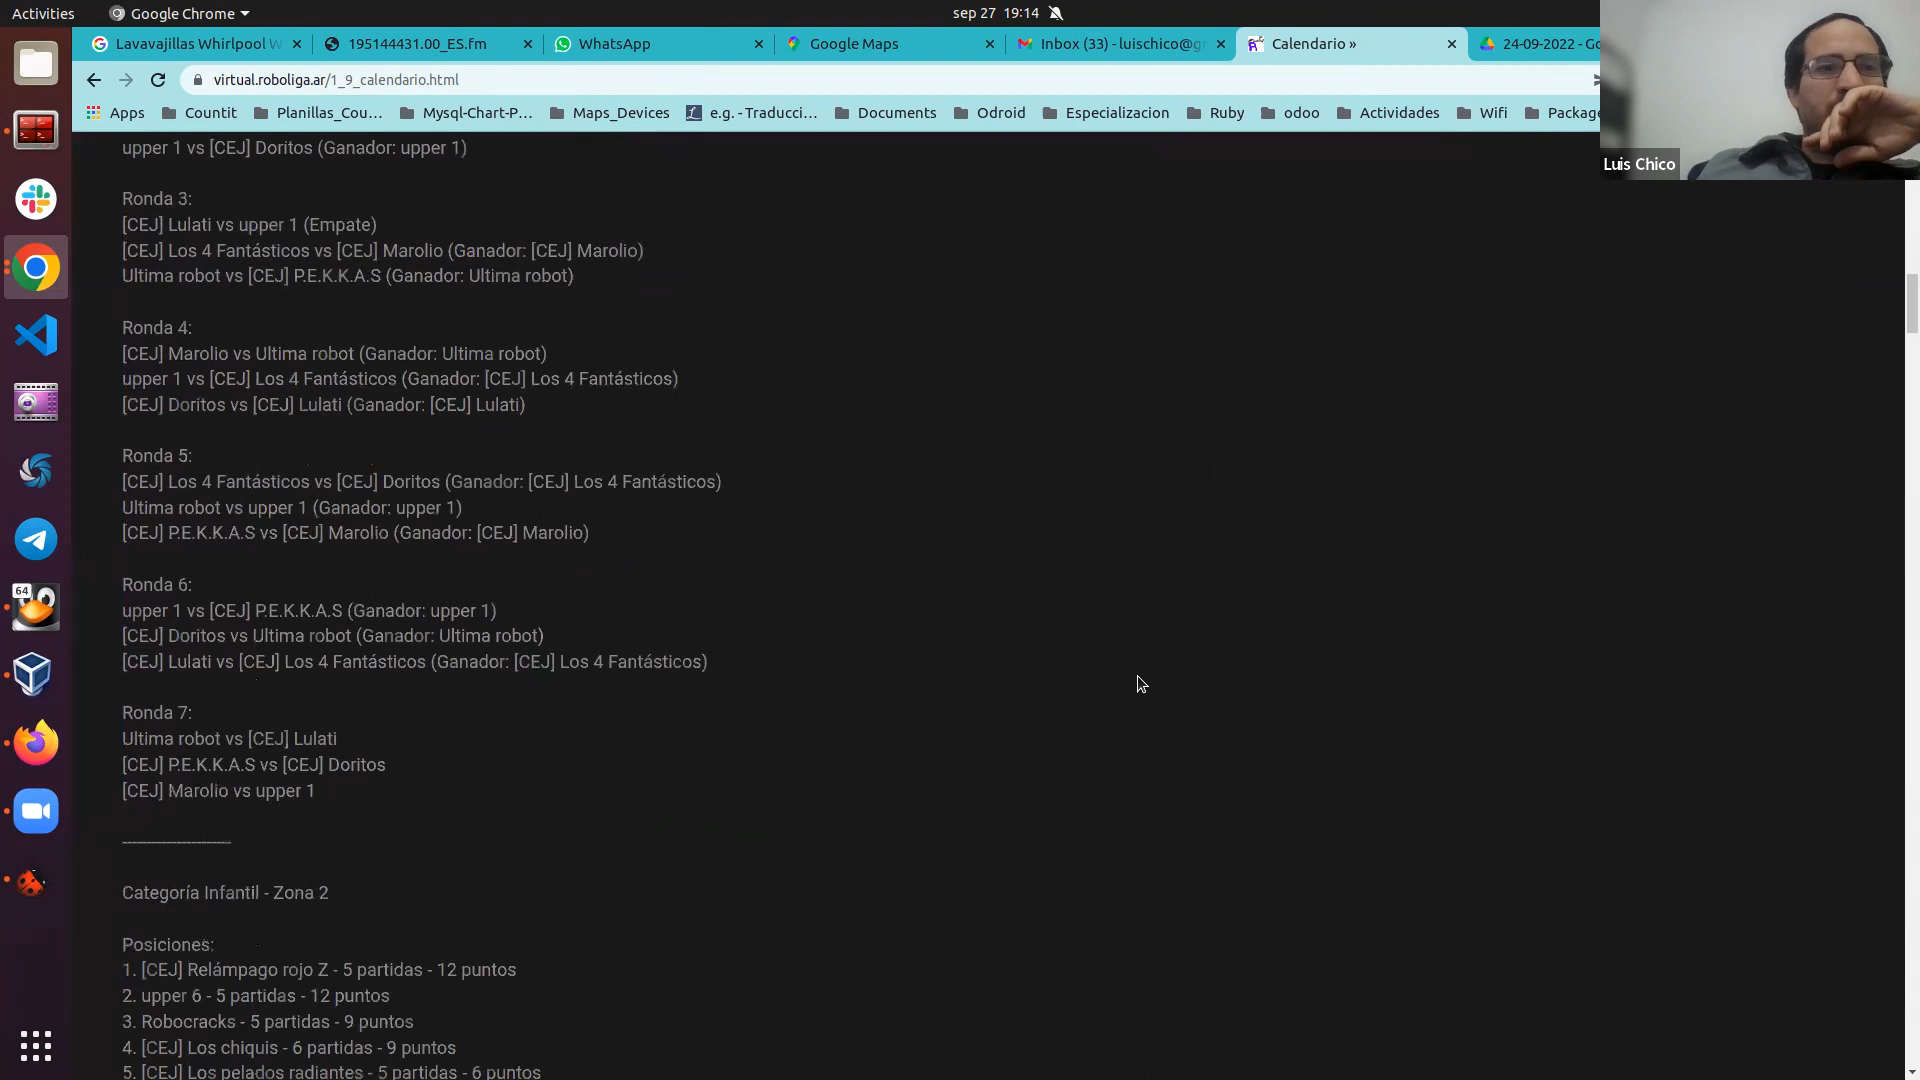 Activities
Google Chrome
sep 27 19:14
Lavavajillas Whirlpool W
195144431.00_ES.fm
WhatsApp
Google Maps
Inbox (33) - luischico@g
Calendario »
24-09-2022 - Go
virtual.roboliga.ar/1_9_calendario.html
Apps
Countit
Planillas_Cou...
Mysql-Chart-P...
Maps_Devices
e.g. - Traducci...
Documents
Odroid
Especializacion
Ruby
odoo
Actividades
Wifi
Package
Luis Chico
upper 1 vs [CEJ] Doritos (Ganador: upper 1)
Ronda 3:
[CEJ] Lulati vs upper 1 (Empate)
[CEJ] Los 4 Fantásticos vs [CEJ] Marolio (Ganador: [CEJ] Marolio)
Ultima robot vs [CEJ] P.E.K.K.A.S (Ganador: Ultima robot)
Ronda 4:
[CEJ] Marolio vs Ultima robot (Ganador: Ultima robot)
upper 1 vs [CEJ] Los 4 Fantásticos (Ganador: [CEJ] Los 4 Fantásticos)
[CEJ] Doritos vs [CEJ] Lulati (Ganador: [CEJ] Lulati)
Ronda 5:
[CEJ] Los 4 Fantásticos vs [CEJ] Doritos (Ganador: [CEJ] Los 4 Fantásticos)
Ultima robot vs upper 1 (Ganador: upper 1)
[CEJ] P.E.K.K.A.S vs [CEJ] Marolio (Ganador: [CEJ] Marolio)
Ronda 6:
upper 1 vs [CEJ] P.E.K.K.A.S (Ganador: upper 1)
[CEJ] Doritos vs Ultima robot (Ganador: Ultima robot)
[CEJ] Lulati vs [CEJ] Los 4 Fantásticos (Ganador: [CEJ] Los 4 Fantásticos)
Ronda 7:
Ultima robot vs [CEJ] Lulati
[CEJ] P.E.K.K.A.S vs [CEJ] Doritos
[CEJ] Marolio vs upper 1
----------------------
Categoría Infantil - Zona 2
Posiciones:
1. [CEJ] Relámpago rojo Z - 5 partidas - 12 puntos
2. upper 6 - 5 partidas - 12 puntos
3. Robocracks - 5 partidas - 9 puntos
4. [CEJ] Los chiquis - 6 partidas - 9 puntos
5. [CEJ] Los pelados radiantes - 5 partidas - 6 puntos
64